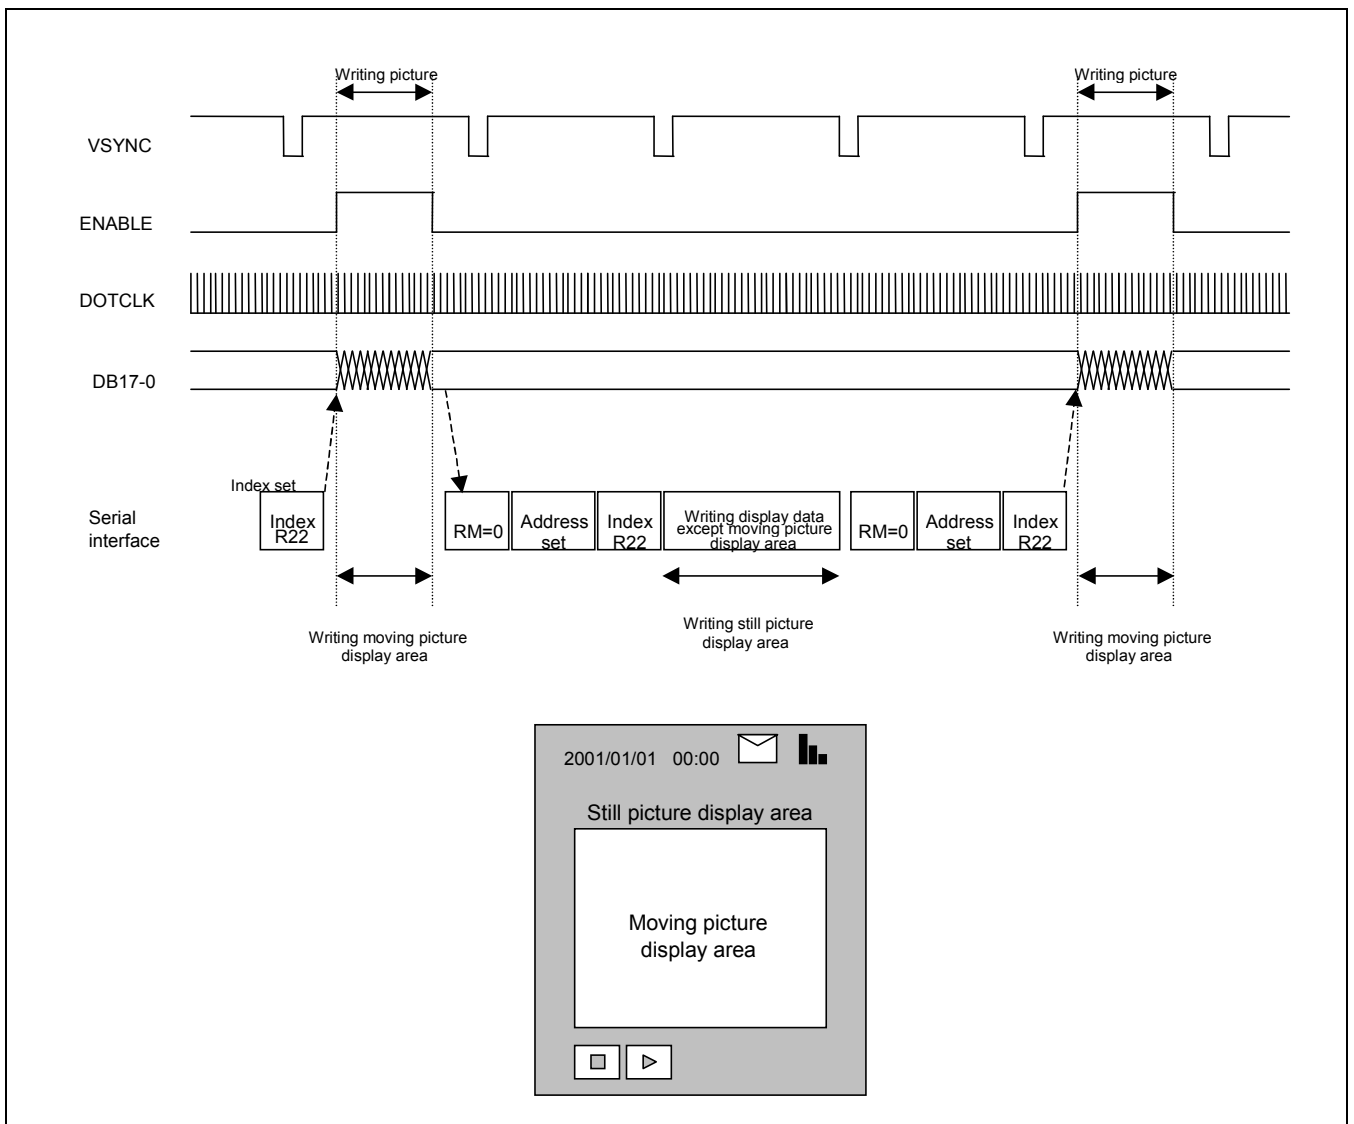 Writing picture
Writing picture
VSYNC
ENABLE
DOTCLK
DB17-0
Index set
Serial
interface
Index
R22
RM=0
Address
set
Index
R22
Writing display data
except moving picture
display area
RM=0
Address
set
Index
R22
Writing moving picture
display area
Writing still picture
display area
Writing moving picture
display area
2001/01/01 00:00
Still picture display area
Moving picture
display area